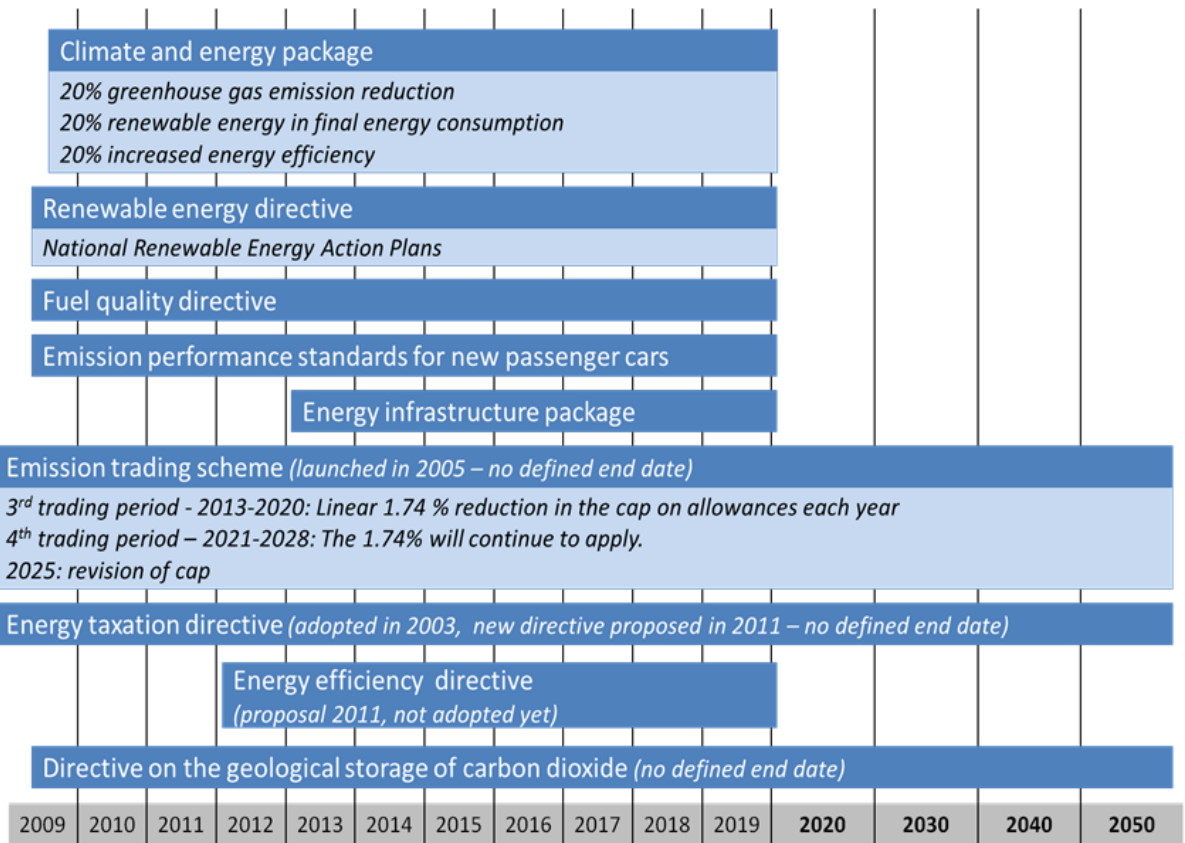 Climate and energy package
20% greenhouse gas emission reduction
20% renewable energy in final energy consumption
20% increased energy efficiency
Renewable energy directive
National Renewable Energy Action Plans
Fuel quality directive
Emission performance standards for new passenger cars
Energy infrastructure package
Emission trading scheme (launched in 2005 – no defined end date)
3rd trading period - 2013-2020: Linear 1.74 % reduction in the cap on allowances each year
4th trading period – 2021-2028: The 1.74% will continue to apply.
2025: revision of cap
Energy taxation directive (adopted in 2003, new directive proposed in 2011 – no defined end date)
Energy efficiency directive
(proposal 2011, not adopted yet)
Directive on the geological storage of carbon dioxide (no defined end date)
2009 2010 2011 2012 2013 2014 2015 2016 2017 2018 2019 2020 2030 2040 2050